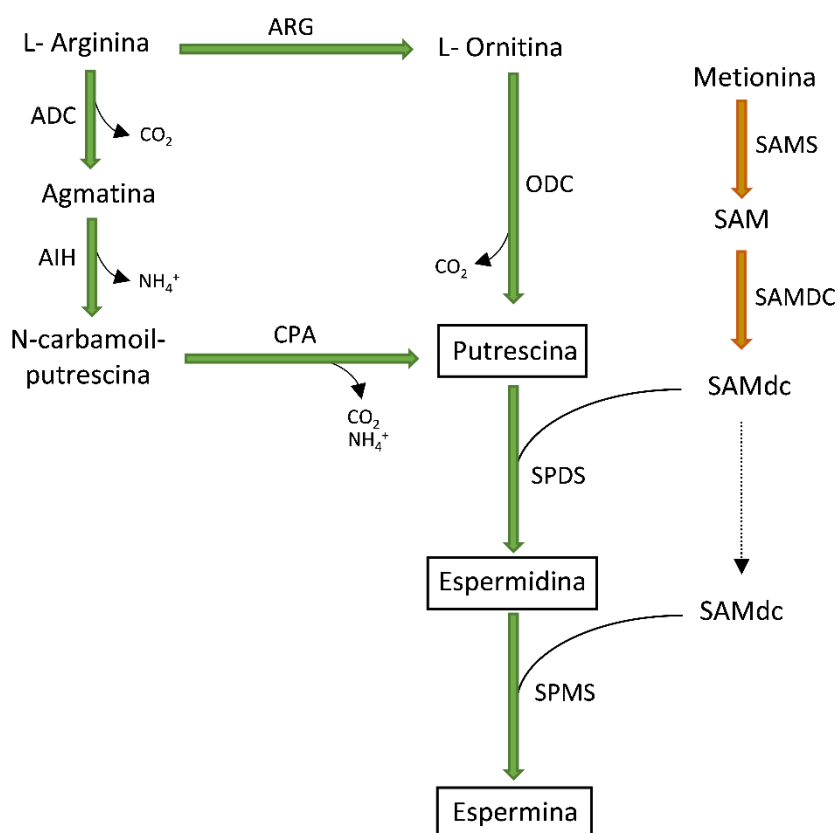 L- Arginina
ARG
L- Ornitina
Metionina
ADC
CO₂
SAMS
Agmatina
ODC
SAM
AIH
NH₄⁺
CO₂
SAMDC
N-carbamoil-
putrescina
CPA
Putrescina
SAMdc
CO₂
NH₄⁺
SPDS
Espermidina
SAMdc
SPMS
Espermina